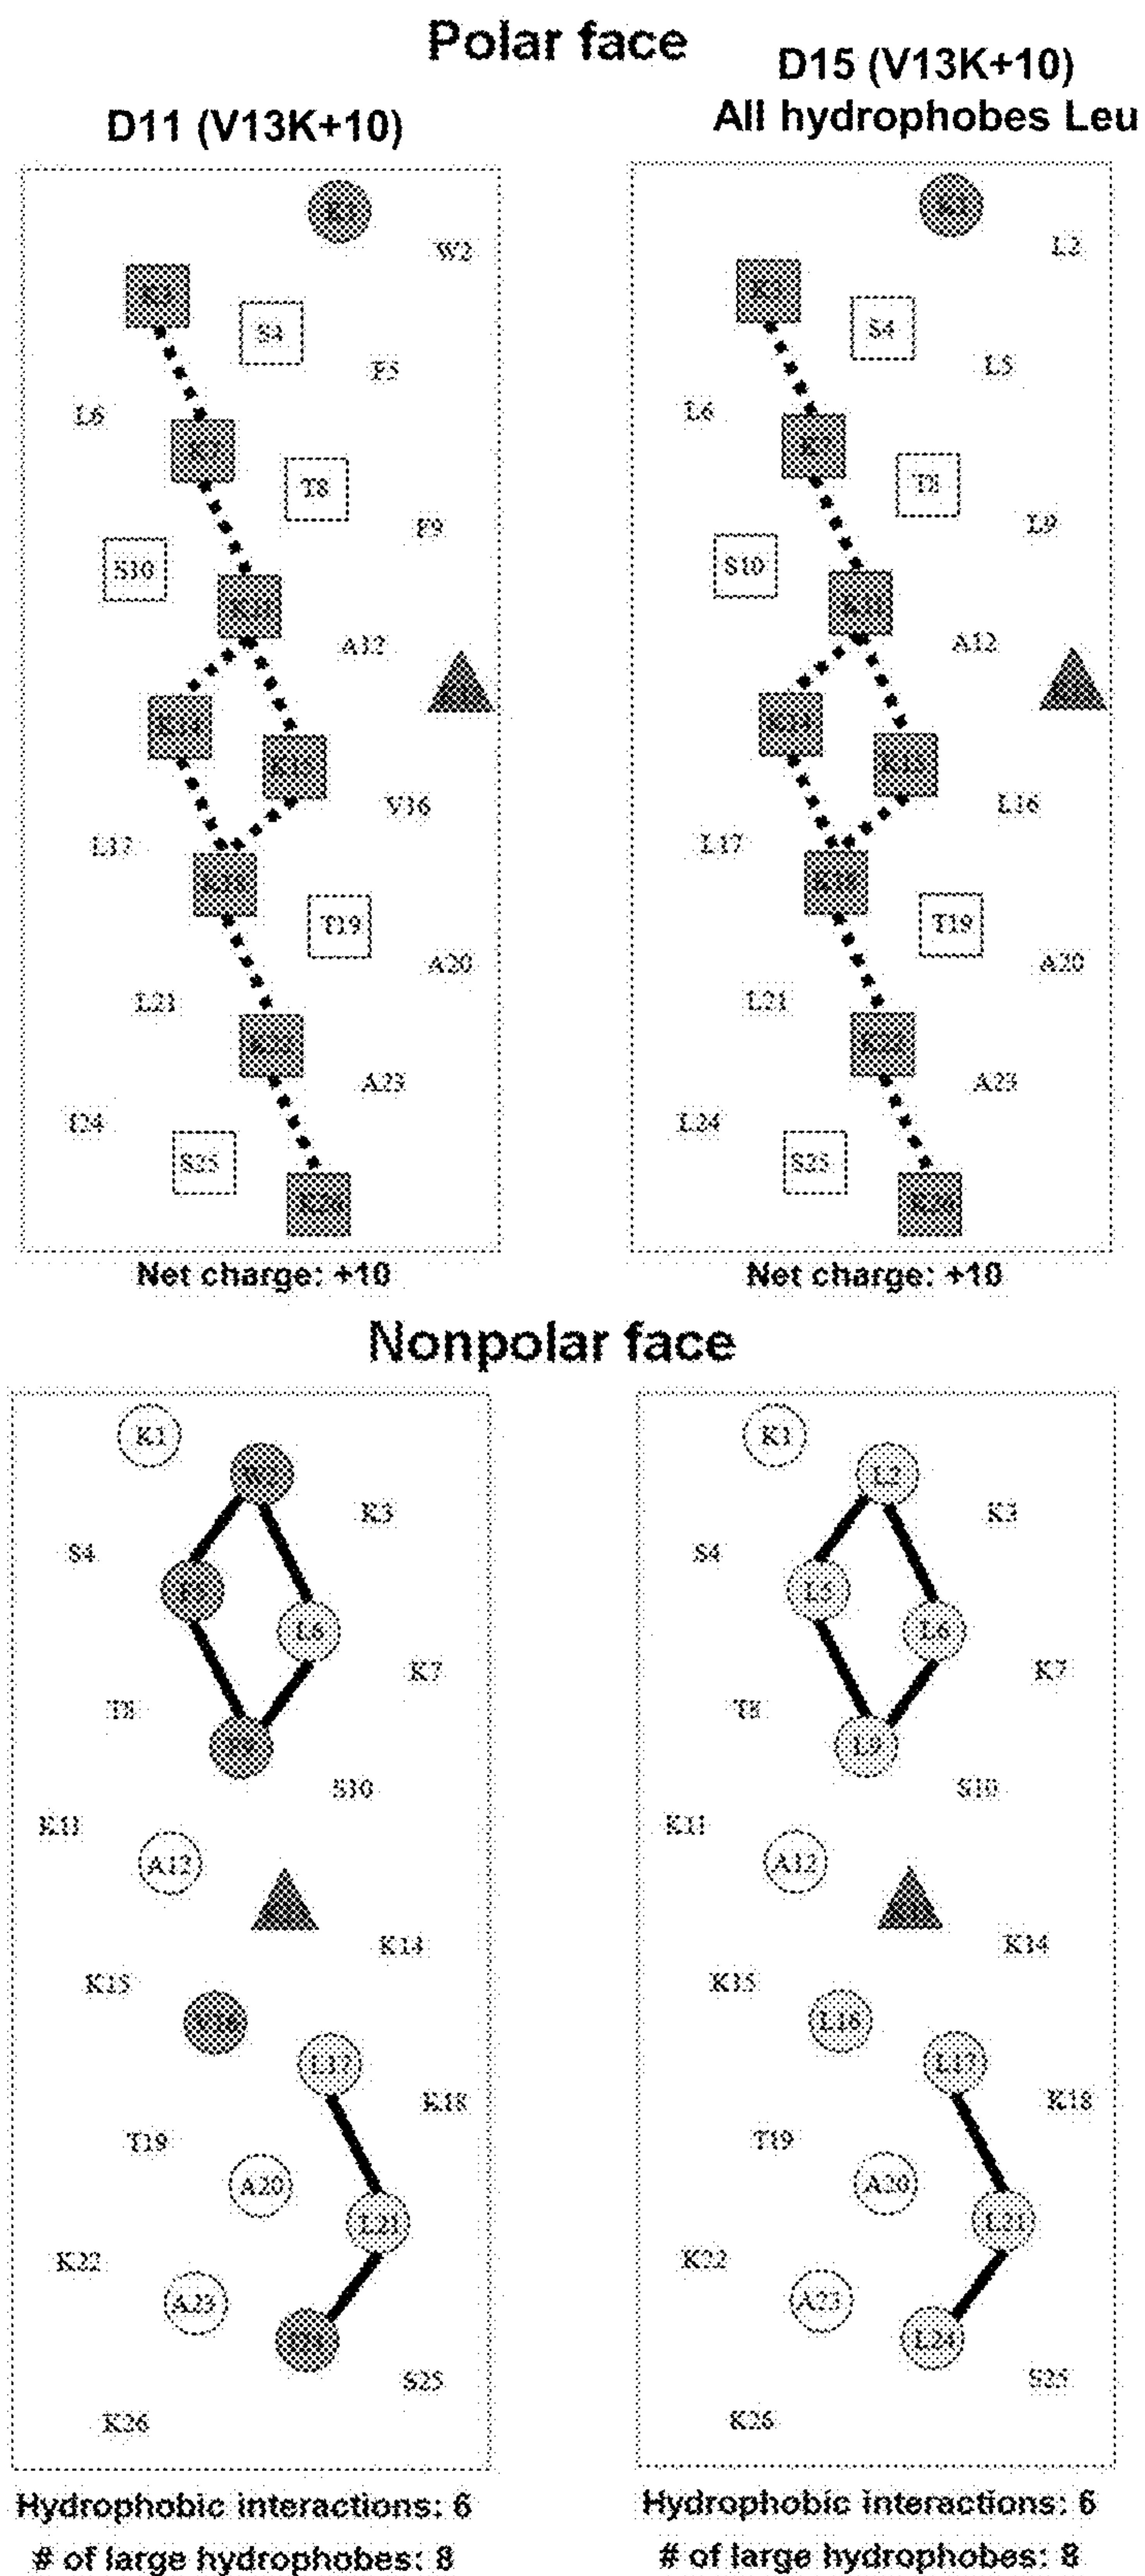 Polar face
D11 (V13K+10)
D15 (V13K+10)
All hydrophobes Leu
W2
S4
F5
L6
T8
F9
S10
A12
V16
L17
T19
A20
L21
A23
I24
S25
Net charge: +10
L2
S4
L5
L6
T8
L9
S10
A12
L16
L17
T19
A20
L21
A23
L24
S25
Net charge: +10
Nonpolar face
K1
K3
S4
L6
K7
T8
S10
K11
A12
K14
K15
L17
K18
T19
A20
L21
K22
A23
S25
K26
Hydrophobic interactions: 6
# of large hydrophobes: 8
K1
L2
K3
S4
L5
L6
K7
T8
L9
S10
K11
A12
K14
K15
L16
L17
K18
T19
A20
L21
K22
A23
L24
S25
K26
Hydrophobic interactions: 6
# of large hydrophobes: 8